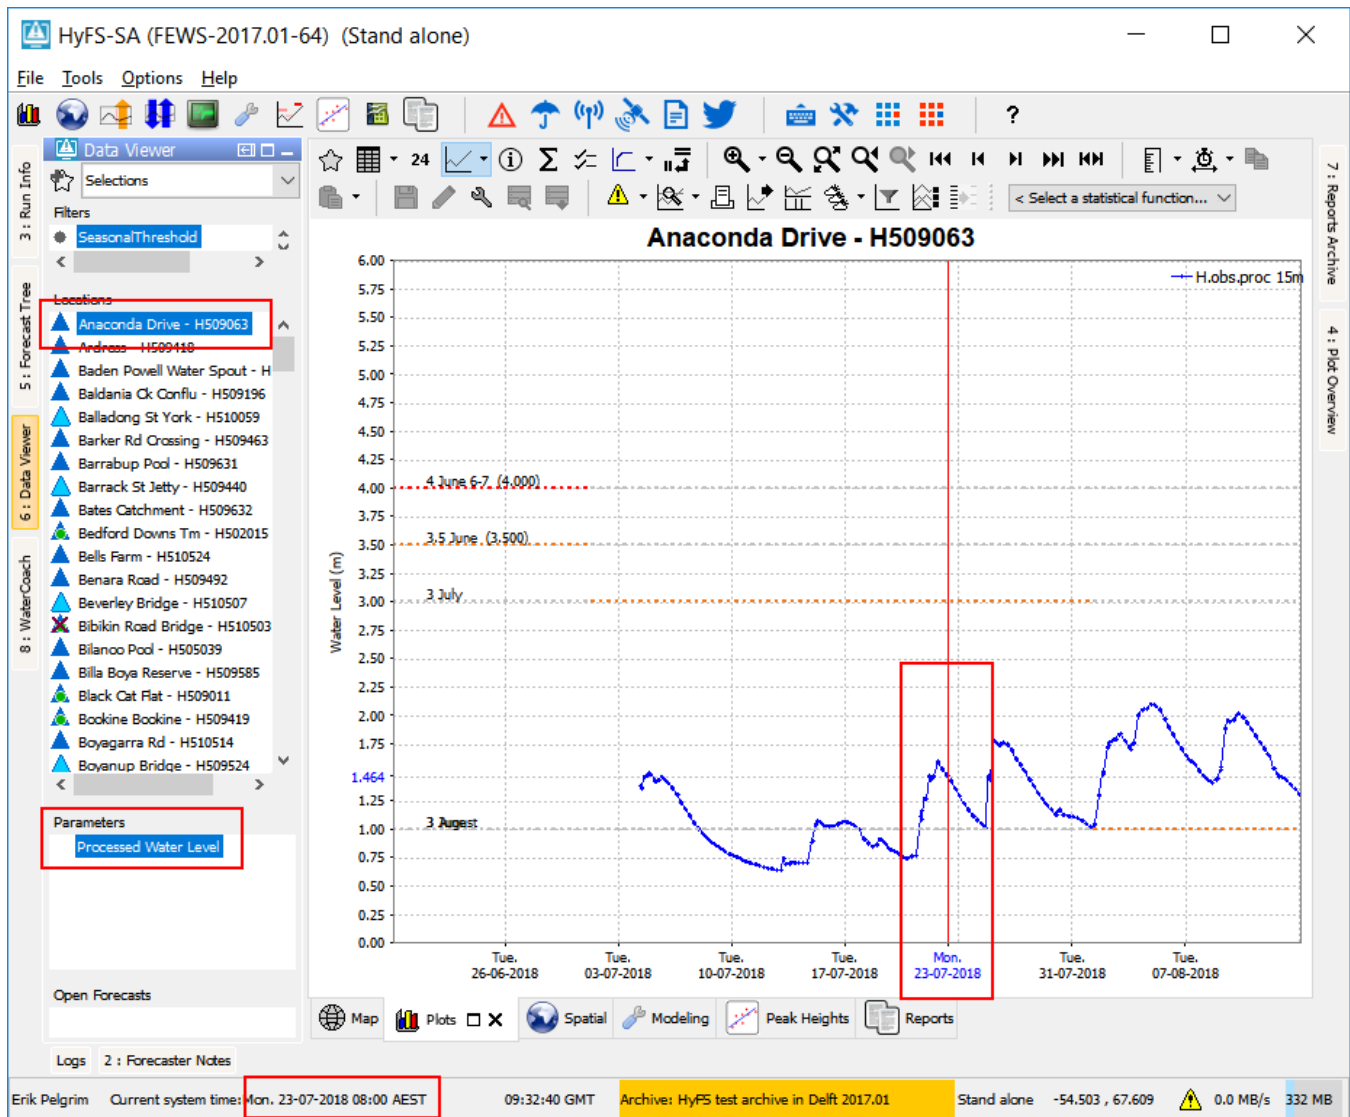 HyFS-SA (FEWS-2017.01-64) (Stand alone)
File Tools Options Help
?
3 : Run Info
5 : Forecast Tree
6 : Data Viewer
8 : WaterCoach
Data Viewer
Selections
Filters
SeasonalThreshold
Locations
Anaconda Drive - H509063
Ardross - H509418
Baden Powell Water Spout - H
Baldania Ck Conflu - H509196
Balladong St York - H510059
Barker Rd Crossing - H509463
Barrabup Pool - H509631
Barrack St Jetty - H509440
Bates Catchment - H509632
Bedford Downs Tm - H502015
Bells Farm - H510524
Benara Road - H509492
Beverley Bridge - H510507
Bibikin Road Bridge - H510503
Bilanoo Pool - H505039
Billa Boya Reserve - H509585
Black Cat Flat - H509011
Bookine Bookine - H509419
Boyagarra Rd - H510514
Boyanup Bridge - H509524
Parameters
Processed Water Level
Open Forecasts
24
< Select a statistical function...
Anaconda Drive - H509063
H.obs.proc 15m
Water Level (m)
6.00
5.75
5.50
5.25
5.00
4.75
4.50
4.25
4.00
3.75
3.50
3.25
3.00
2.75
2.50
2.25
2.00
1.75
1.464
1.25
1.00
0.75
0.50
0.25
0.00
4 June 6-7 (4.000)
3.5 June (3.500)
3 July
3 August
Tue. Tue. Tue. Tue. Mon. Tue. Tue.
26-06-2018 03-07-2018 10-07-2018 17-07-2018 23-07-2018 31-07-2018 07-08-2018
7 : Reports Archive
4 : Plot Overview
Map Plots Spatial Modeling Peak Heights Reports
Logs 2 : Forecaster Notes
Erik Pelgrim Current system time: Mon. 23-07-2018 08:00 AEST 09:32:40 GMT Archive: HyFS test archive in Delft 2017.01 Stand alone -54.503 , 67.609 0.0 MB/s 332 MB